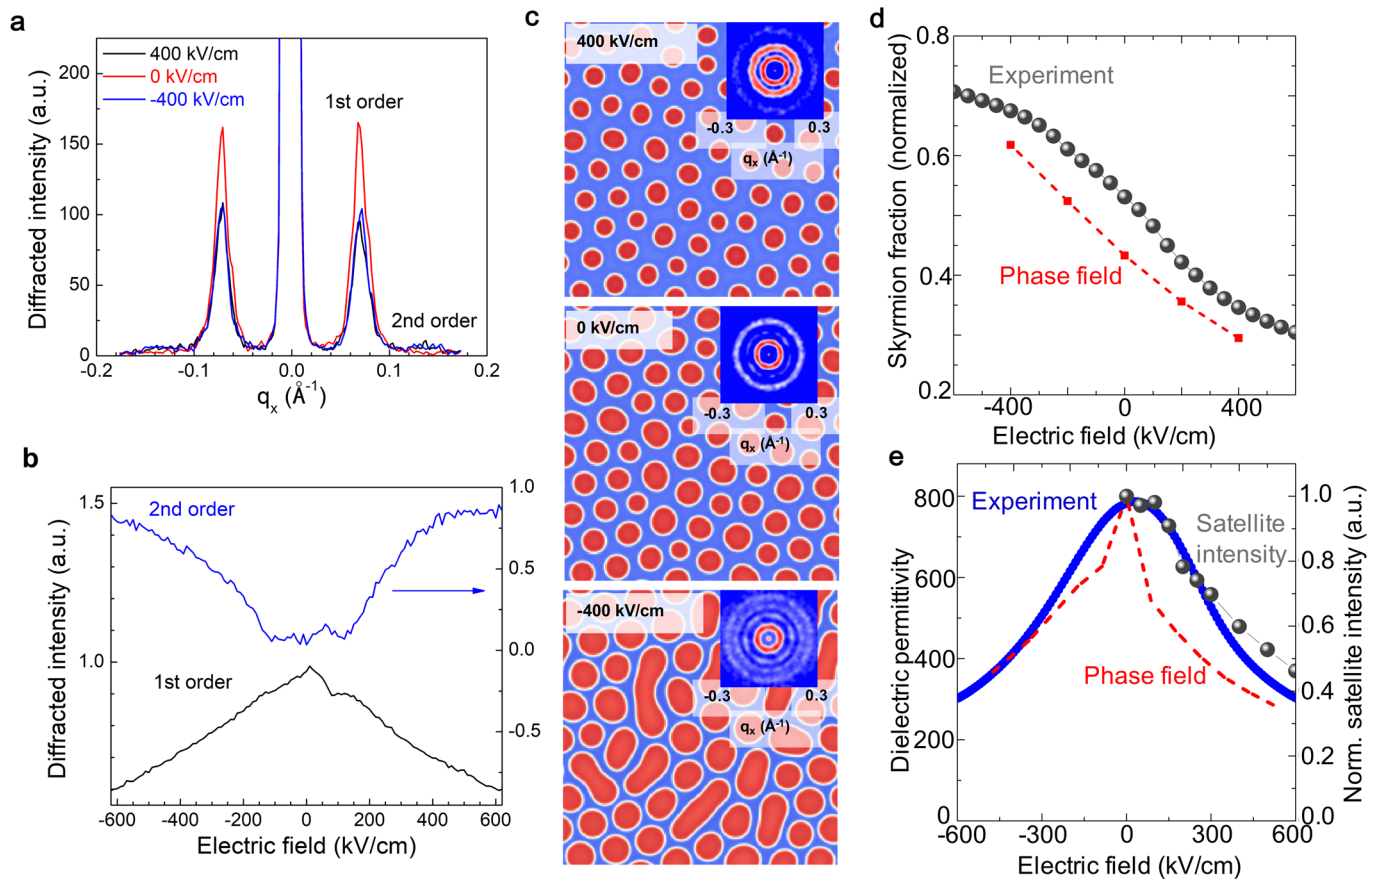 a
400 kV/cm
0 kV/cm
-400 kV/cm
1st order
2nd order
Diffracted intensity (a.u.)
200
150
100
50
0
-0.2
-0.1
0.0
0.1
0.2
qx (Å-1)
b
2nd order
1st order
Diffracted intensity (a.u.)
1.5
1.0
1.0
0.5
0.0
-0.5
-600
-400
-200
0
200
400
600
Electric field (kV/cm)
c
400 kV/cm
-0.3
0.3
qx (Å-1)
0 kV/cm
-0.3
0.3
qx (Å-1)
-400 kV/cm
-0.3
0.3
qx (Å-1)
d
Experiment
Phase field
Skyrmion fraction (normalized)
0.8
0.6
0.4
0.2
-400
0
400
Electric field (kV/cm)
e
Experiment
Satellite
intensity
Phase field
Dielectric permittivity
800
600
400
200
0
Norm. satellite intensity (a.u.)
1.0
0.8
0.6
0.4
0.2
0.0
-600
-300
0
300
600
Electric field (kV/cm)